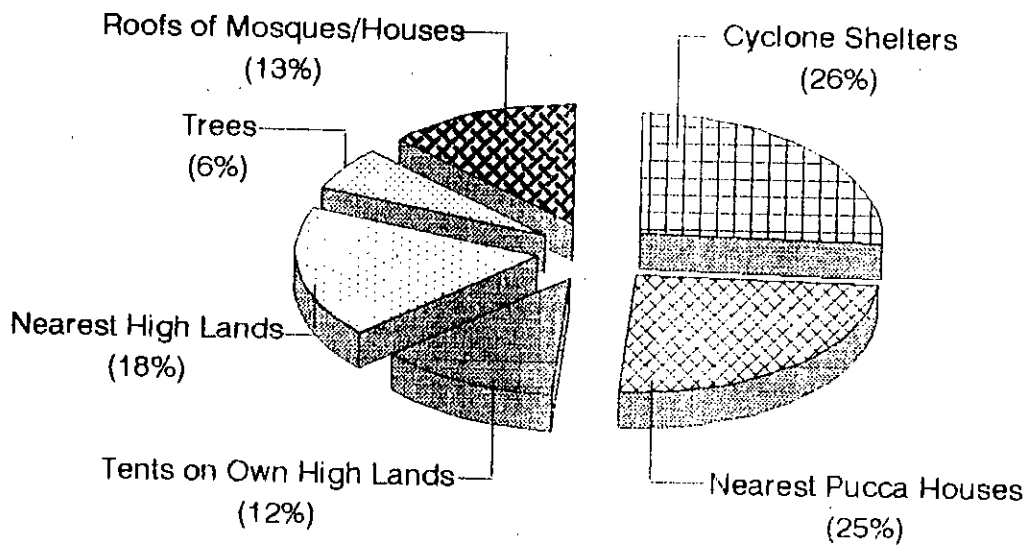 Roofs of Mosques/Houses
(13%)
Cyclone Shelters
(26%)
Trees
(6%)
Nearest High Lands
(18%)
Tents on Own High Lands
(12%)
Nearest Pucca Houses
(25%)